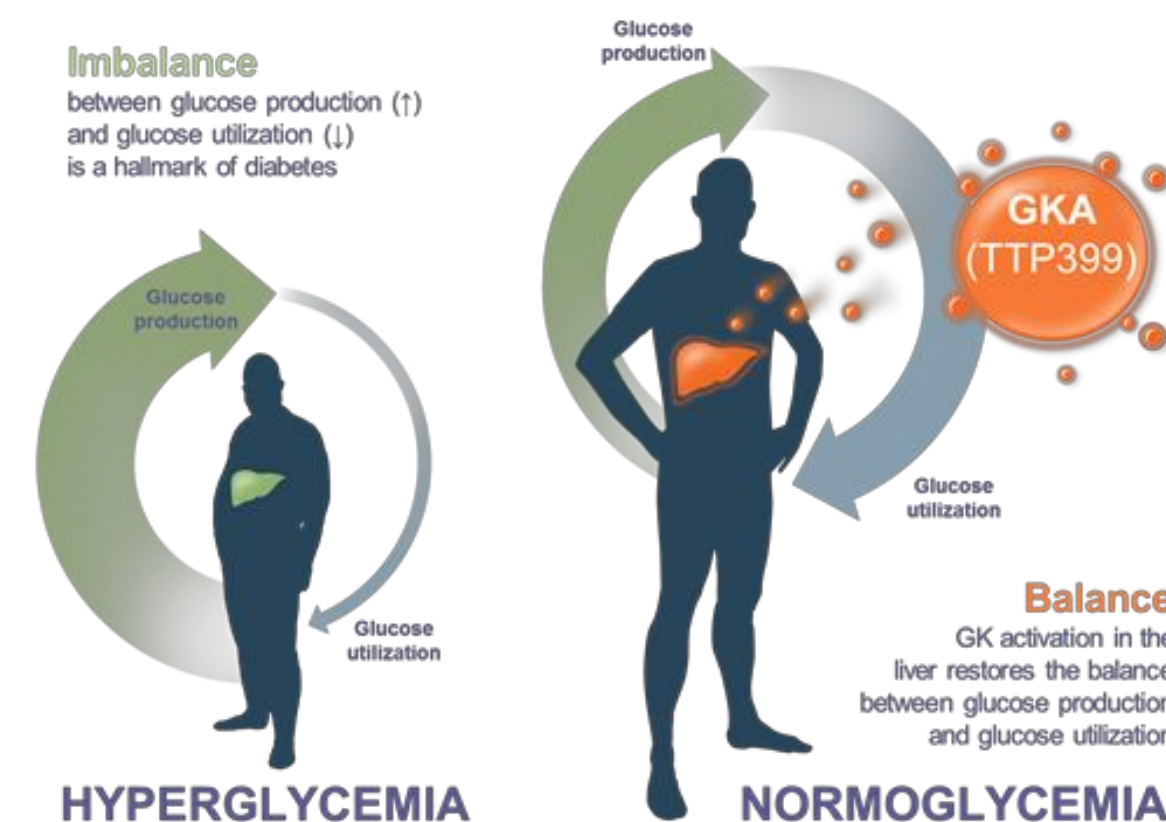 Imbalance
between glucose production (↑)
and glucose utilization (↓)
is a hallmark of diabetes
Glucose
production
Glucose
utilization
HYPERGLYCEMIA
Glucose
production
GKA
(TTP399)
Glucose
utilization
Balance
GK activation in the
liver restores the balance
between glucose production
and glucose utilization
NORMOGLYCEMIA